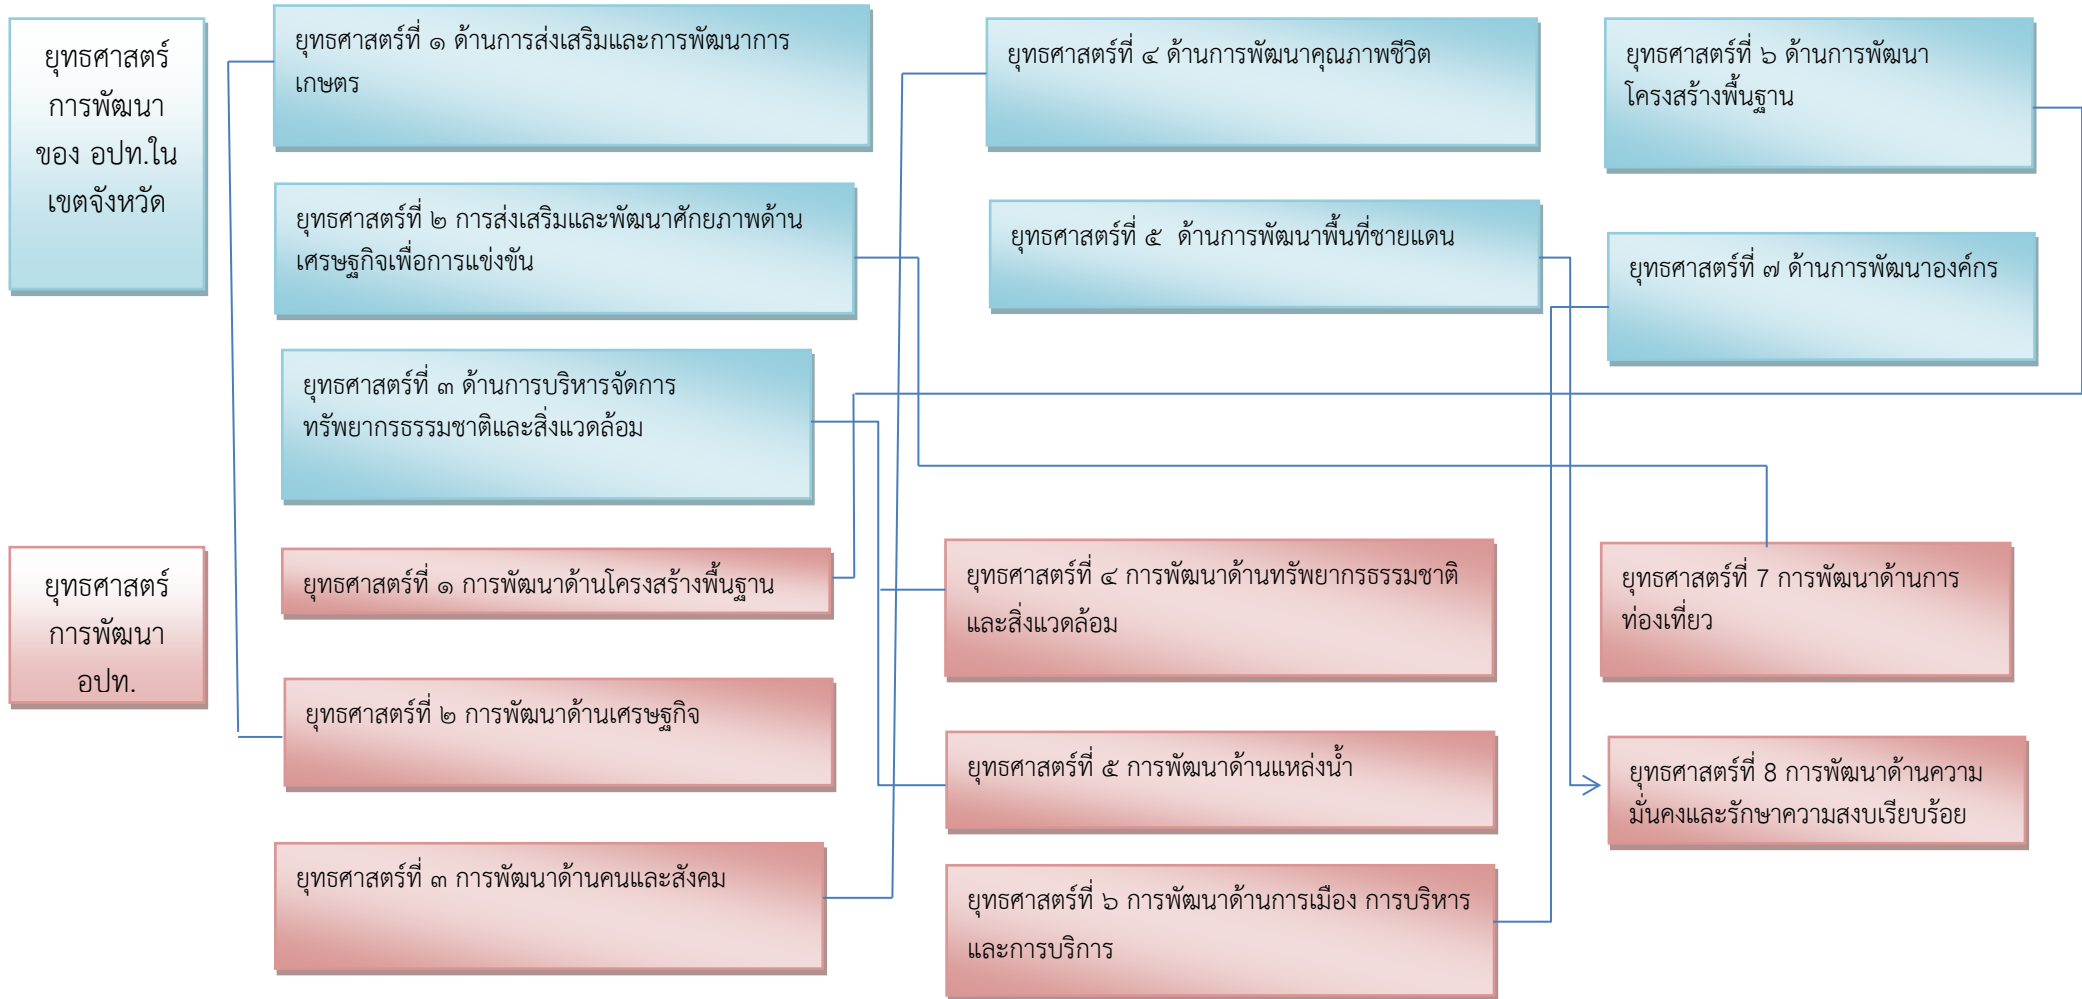 ยุทธศาสตร์
การพัฒนา
ของ อปท.ใน
เขตจังหวัด
ยุทธศาสตร์ที่ ๑ ด้านการส่งเสริมและการพัฒนาการ
เกษตร
ยุทธศาสตร์ที่ ๔ ด้านการพัฒนาคุณภาพชีวิต
ยุทธศาสตร์ที่ ๖ ด้านการพัฒนา
โครงสร้างพื้นฐาน
ยุทธศาสตร์ที่ ๒ การส่งเสริมและพัฒนาศักยภาพด้าน
เศรษฐกิจเพื่อการแข่งขัน
ยุทธศาสตร์ที่ ๕  ด้านการพัฒนาพื้นที่ชายแดน
ยุทธศาสตร์ที่ ๗ ด้านการพัฒนาองค์กร
ยุทธศาสตร์ที่ ๓ ด้านการบริหารจัดการ
ทรัพยากรธรรมชาติและสิ่งแวดล้อม
ยุทธศาสตร์
การพัฒนา
อปท.
ยุทธศาสตร์ที่ ๑ การพัฒนาด้านโครงสร้างพื้นฐาน
ยุทธศาสตร์ที่ ๔ การพัฒนาด้านทรัพยากรธรรมชาติ
และสิ่งแวดล้อม
ยุทธศาสตร์ที่ 7 การพัฒนาด้านการ
ท่องเที่ยว
ยุทธศาสตร์ที่ ๒ การพัฒนาด้านเศรษฐกิจ
ยุทธศาสตร์ที่ ๕ การพัฒนาด้านแหล่งน้ำ
ยุทธศาสตร์ที่ 8 การพัฒนาด้านความ
มั่นคงและรักษาความสงบเรียบร้อย
ยุทธศาสตร์ที่ ๓ การพัฒนาด้านคนและสังคม
ยุทธศาสตร์ที่ ๖ การพัฒนาด้านการเมือง การบริหาร
และการบริการ